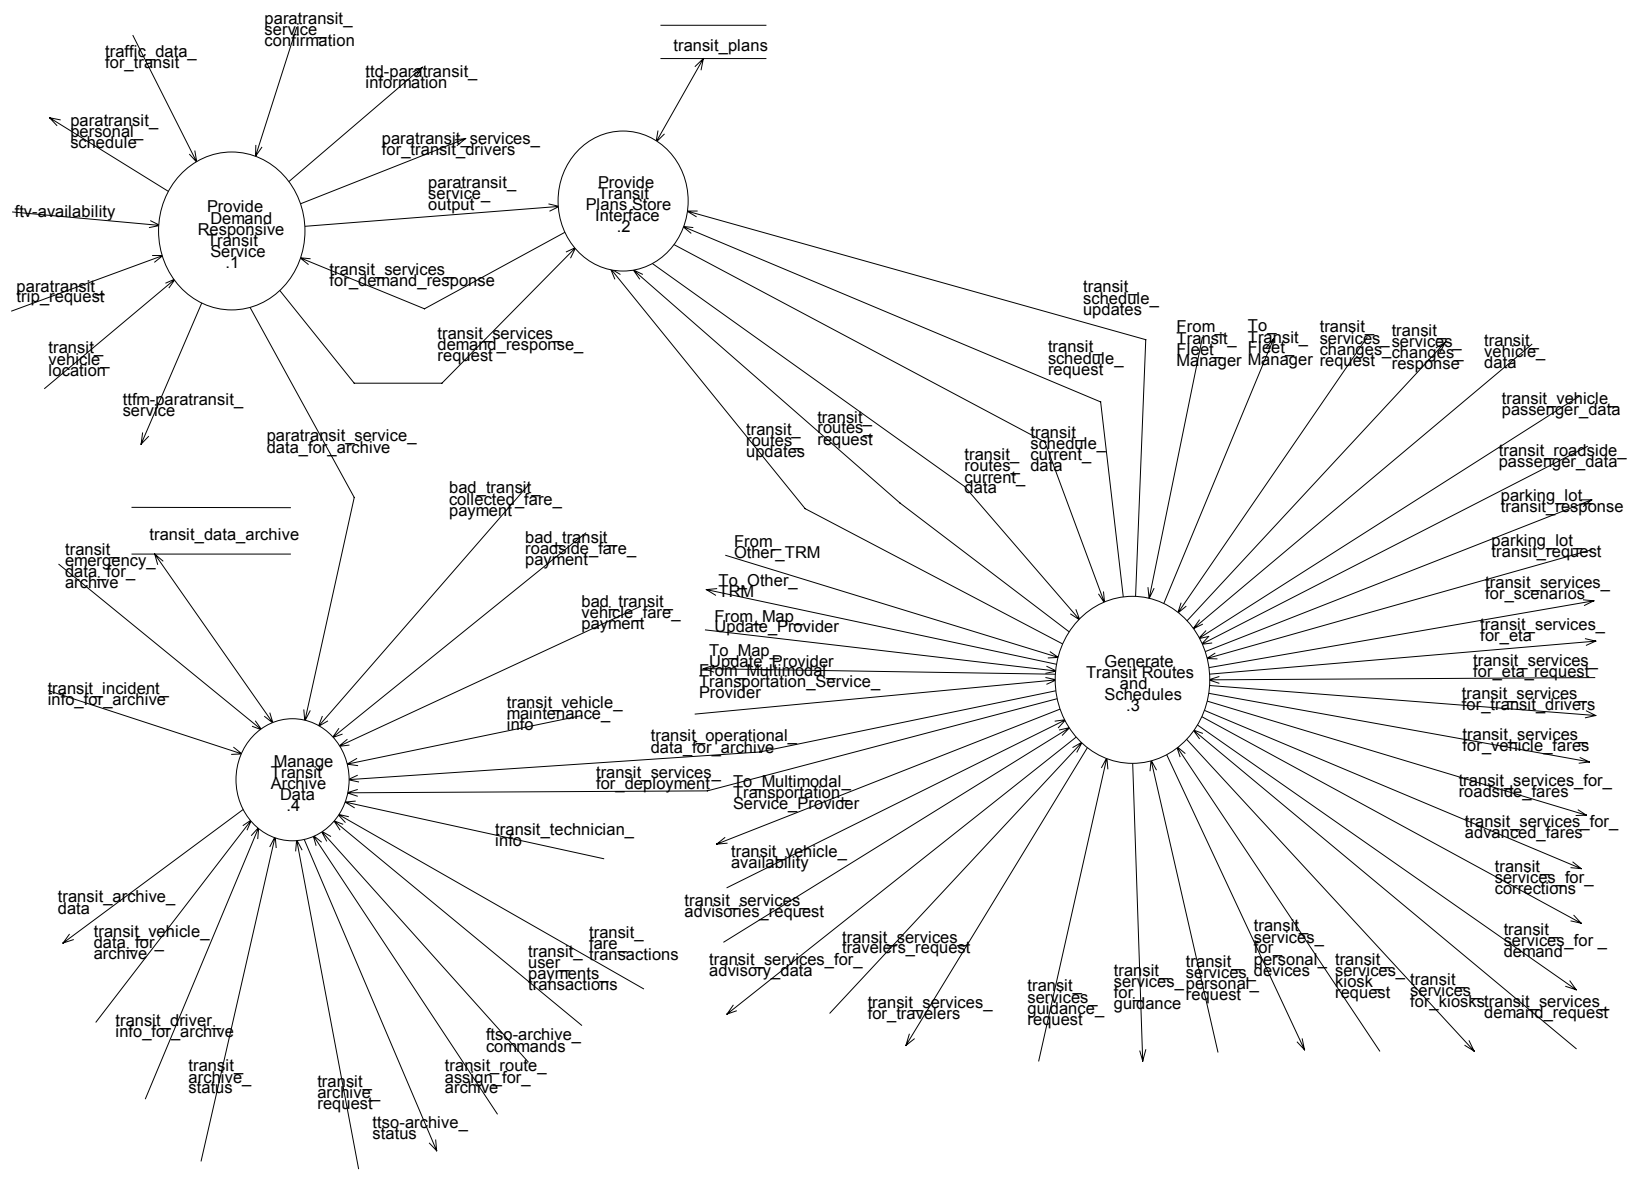 paratransit_
service_
confirmation
traffic_data_
for_transit
ttd-paratransit_
information
transit_plans
paratransit_
personal_
schedule
paratransit_services_
for_transit_drivers
paratransit_
service_
output
ftv-availability
Provide
Demand
Responsive
Transit
Service
.1
Provide
Transit
Plans Store
Interface
.2
transit_services_
for_demand_response
paratransit_
trip_request
transit_
vehicle_
location
transit_services_
demand_response_
request
ttfm-paratransit_
service
paratransit_service_
data_for_archive
transit_
schedule_
updates
transit_
schedule_
request
From_
Transit_
Fleet_
Manager
To_
Transit_
Fleet_
Manager
transit_
services_
changes_
request
transit_
services_
changes_
response
transit_
vehicle_
data
transit_vehicle_
passenger_data
transit_roadside_
passenger_data
parking_lot_
transit_response
parking_lot_
transit_request
transit_services_
for_scenarios
transit_services_
for_eta
transit_services_
for_eta_request
transit_services_
for_transit_drivers
transit_services_
for_vehicle_fares
transit_services_for_
roadside_fares
transit_services_for_
advanced_fares
transit_
services_for_
corrections
transit_
services_for_
demand
transit_services_
demand_request
transit_
routes_
updates
transit_
routes_
request
transit_
routes_
current_
data
transit_
schedule_
current_
data
From_
Other_TRM
To_Other_
TRM
From_Map_
Update_Provider
To_Map_
Update_Provider
From_Multimodal_
Transportation_Service_
Provider
Generate
Transit Routes
and
Schedules
.3
transit_data_archive
transit_
emergency_
data_for_
archive
bad_transit_
collected_fare_
payment
bad_transit_
roadside_fare_
payment
bad_transit_
vehicle_fare_
payment
transit_incident_
info_for_archive
transit_vehicle_
maintenance_
info
transit_operational_
data_for_archive
transit_services_
for_deployment
To_Multimodal_
Transportation_
Service_Provider
Manage
Transit
Archive
Data
.4
transit_technician_
info
transit_vehicle_
availability
transit_services_
advisories_request
transit_services_for_
advisory_data
transit_services_
travelers_request
transit_services_
for_travelers
transit_
services_
guidance_
request
transit_
services_
for_
guidance
transit_
services_
personal_
request
transit_
services_
for_
personal_
devices
transit_
services_
kiosk_
request
transit_
services_
for_kiosks
transit_archive_
data
transit_vehicle_
data_for_
archive
transit_driver_
info_for_archive
transit_
archive_
status
transit_
archive_
request
ttso-archive_
status
transit_route_
assign_for_
archive
ftso-archive_
commands
transit_
user_
payments_
transactions
transit_
fare_
transactions